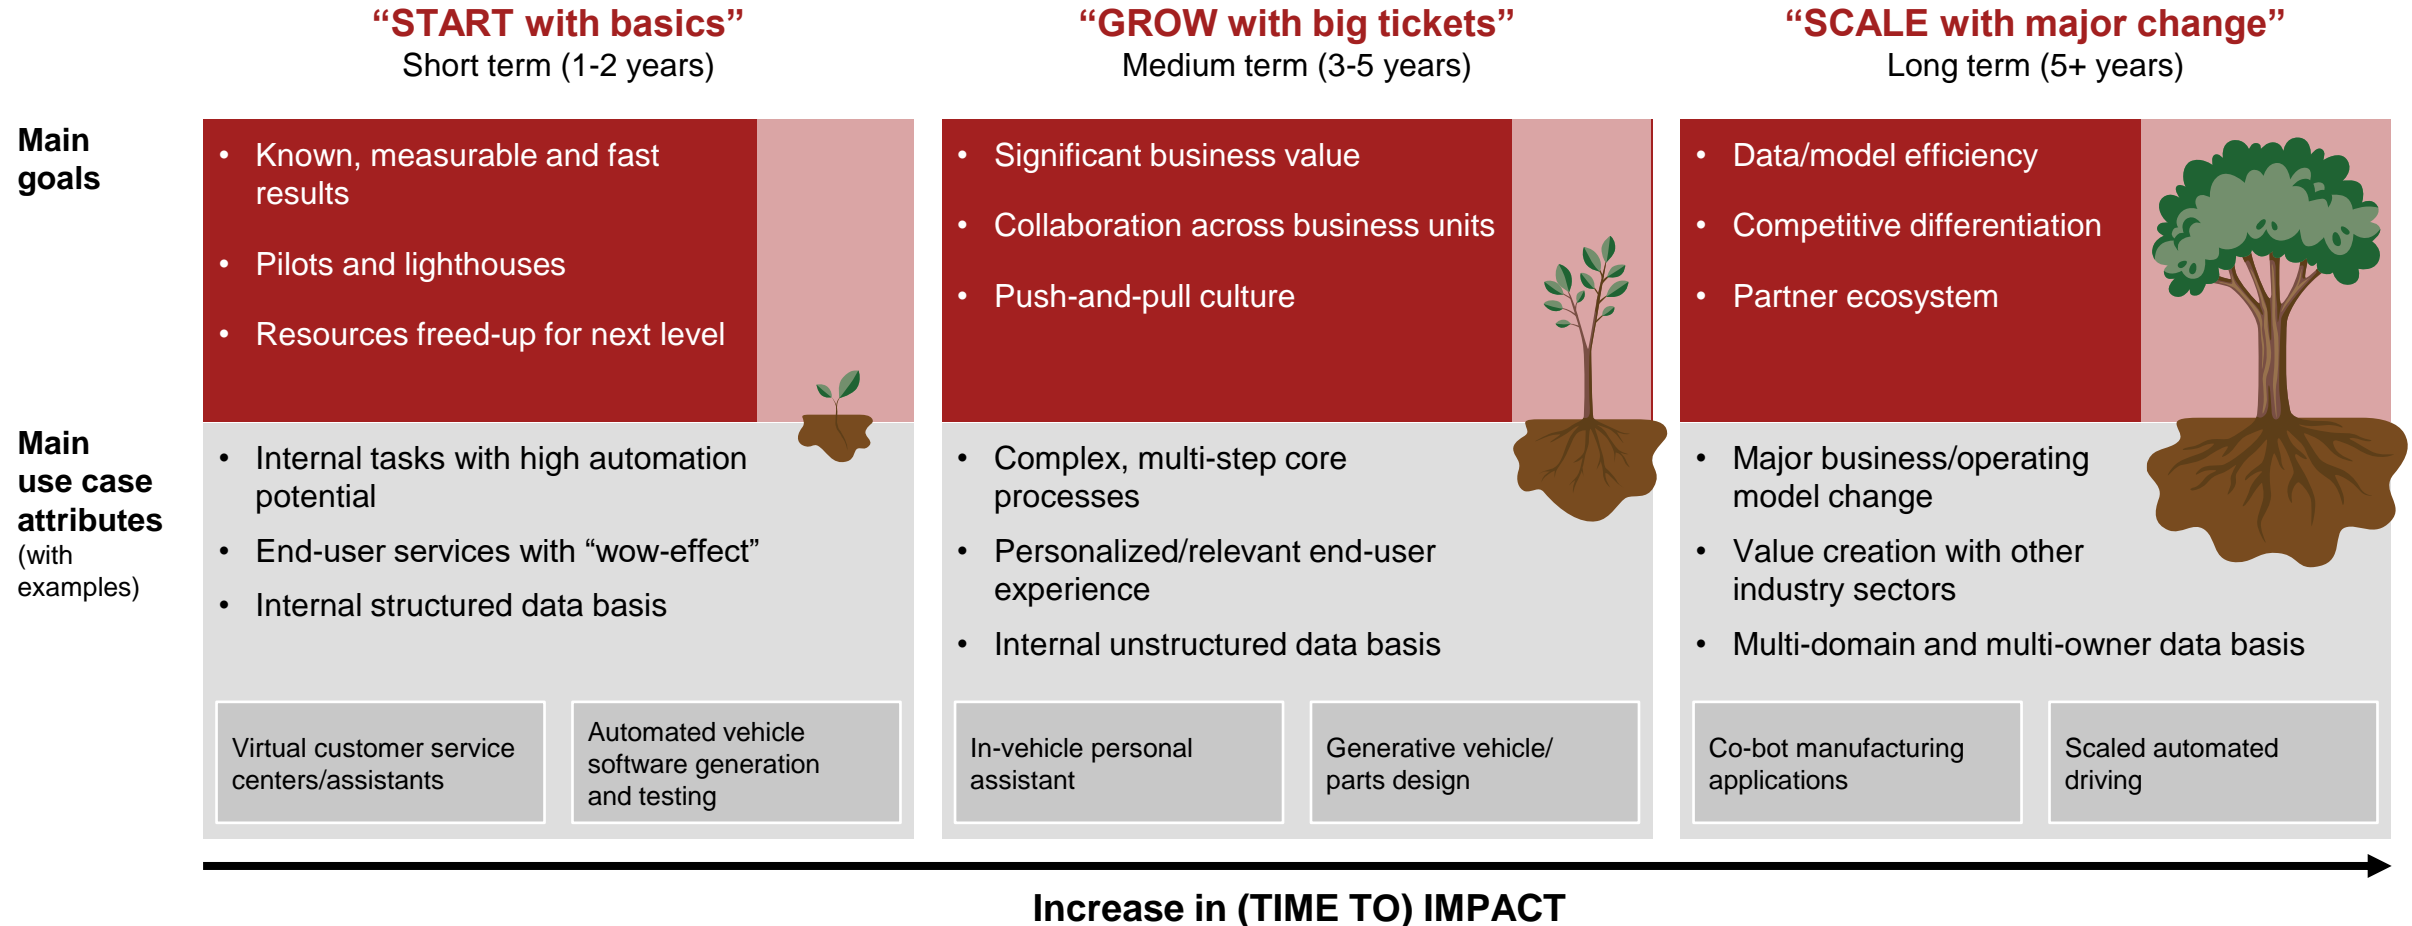 “START with basics”
Short term (1-2 years)
“GROW with big tickets”
Medium term (3-5 years)
“SCALE with major change”
Long term (5+ years)
Main
goals
• Known, measurable and fast
results
• Pilots and lighthouses
• Resources freed-up for next level
• Significant business value
• Collaboration across business units
• Push-and-pull culture
• Data/model efficiency
• Competitive differentiation
• Partner ecosystem
Main
use case
attributes
(with
examples)
• Internal tasks with high automation
potential
• End-user services with “wow-effect”
• Internal structured data basis
Virtual customer service
centers/assistants
Automated vehicle
software generation
and testing
• Complex, multi-step core
processes
• Personalized/relevant end-user
experience
• Internal unstructured data basis
In-vehicle personal
assistant
Generative vehicle/
parts design
• Major business/operating
model change
• Value creation with other
industry sectors
• Multi-domain and multi-owner data basis
Co-bot manufacturing
applications
Scaled automated
driving
Increase in (TIME TO) IMPACT